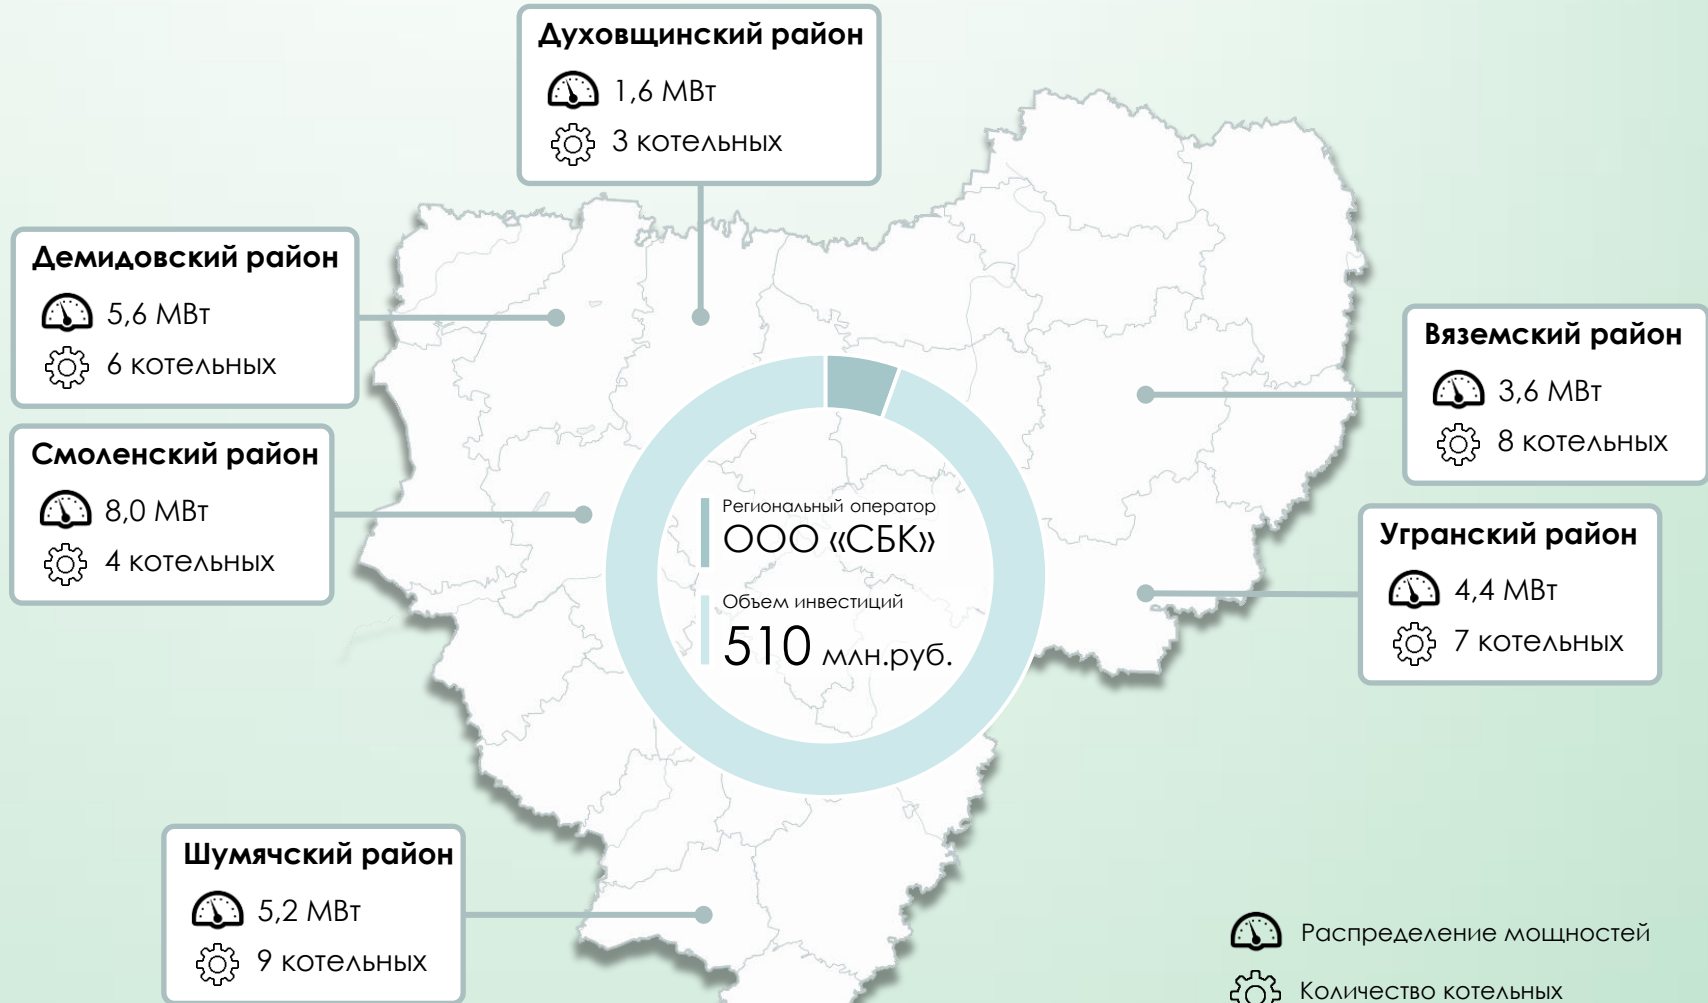 Духовщинский район
1,6 МВт
3 котельных
Демидовский район
5,6 МВт
6 котельных
Смоленский район
8,0 МВт
4 котельных
Региональный оператор
ООО «СБК»
Объем инвестиций
510 млн.руб.
Вяземский район
3,6 МВт
8 котельных
Угранский район
4,4 МВт
7 котельных
Шумячский район
5,2 МВт
9 котельных
Распределение мощностей
Количество котельных